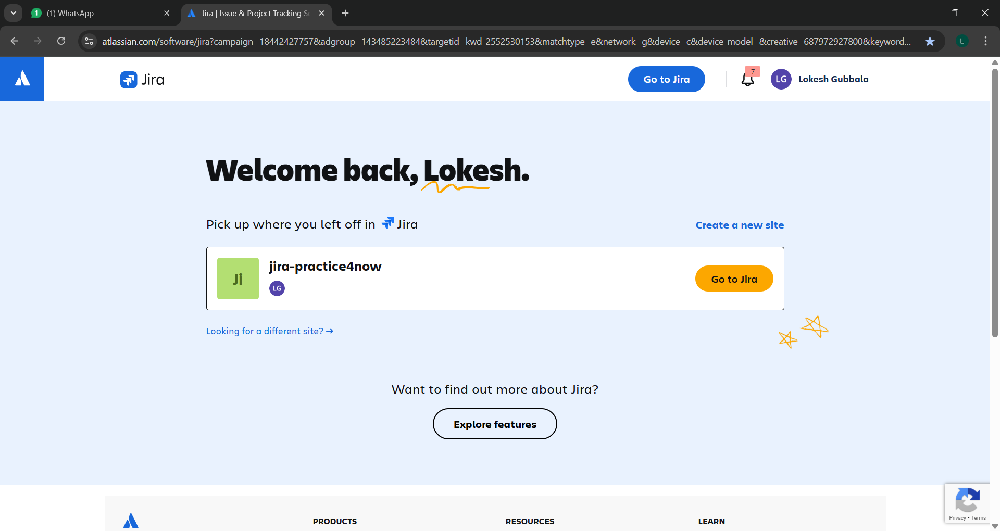 1
(1) WhatsApp
Jira | Issue & Project Tracking So
atlassian.com/software/jira?campaign=18442427757&adgroup=143485223484&targetid=kwd-2552530153&matchtype=e&network=g&device=c&device_model=&creative=687972927800&keyword...
L
Jira
Go to Jira
7
LG
Lokesh Gubbala
Welcome back, Lokesh.
Pick up where you left off in Jira
Create a new site
Ji
jira-practice4now
LG
Go to Jira
Looking for a different site? →
Want to find out more about Jira?
Explore features
Privacy - Terms
PRODUCTS
RESOURCES
LEARN